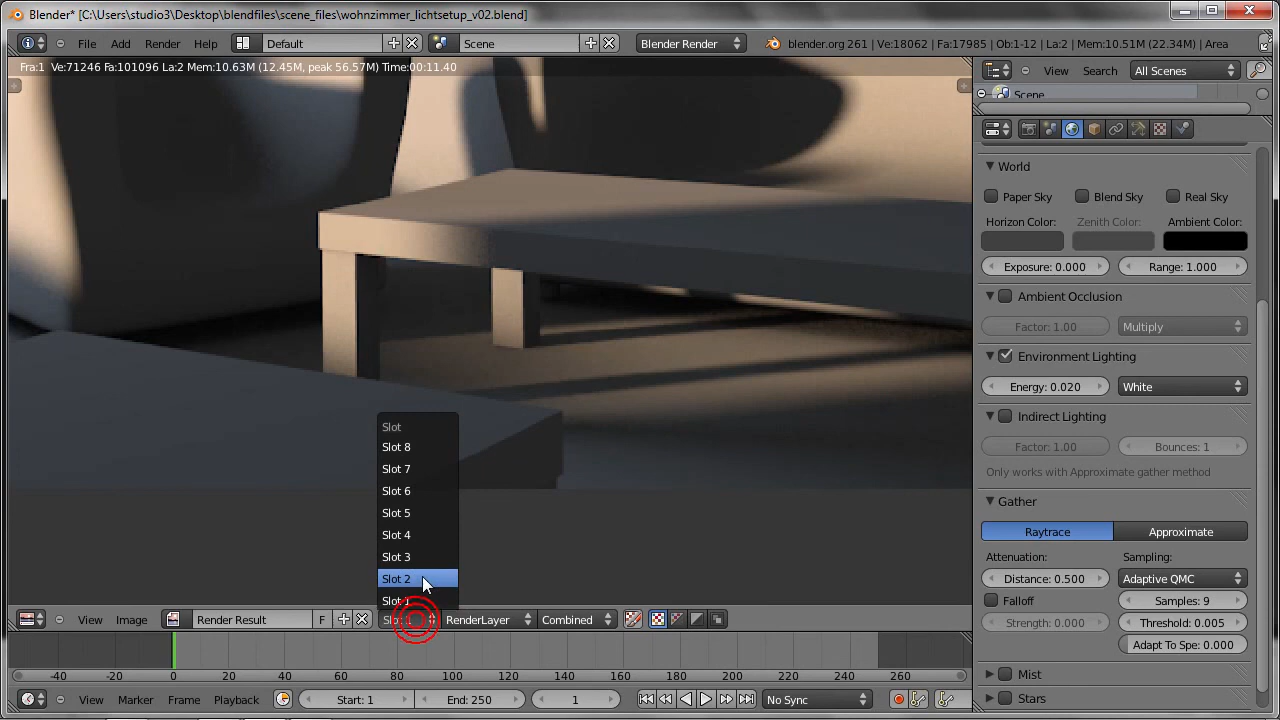 Blender* [C:\Users\studio3\Desktop\blendfiles\scene_files\wohnzimmer_lichtsetup_v02.blend]
File Add Render Help Default Scene Blender Render blender.org 261 | Ve:18062 | Fa:17985 | Ob:1-12 | La:2 | Mem:10.51M (22.34M) | Area
Fra:1 Ve:71246 Fa:101096 La:2 Mem:10.63M (12.45M, peak 56.57M) Time:00:11.40
View Search All Scenes
Scene
World
Paper Sky Blend Sky Real Sky
Horizon Color: Zenith Color: Ambient Color:
Exposure: 0.000 Range: 1.000
Ambient Occlusion
Factor: 1.00 Multiply
Environment Lighting
Energy: 0.020 White
Indirect Lighting
Factor: 1.00 Bounces: 1
Only works with Approximate gather method
Gather
Raytrace Approximate
Attenuation: Sampling:
Distance: 0.500 Adaptive QMC
Falloff Samples: 9
Strength: 0.000 Threshold: 0.005
Adapt To Spe: 0.000
Mist
Stars
Slot
Slot 8
Slot 7
Slot 6
Slot 5
Slot 4
Slot 3
Slot 2
Slot 1
View Image Render Result F Slot 1 RenderLayer Combined
-40 -20 0 20 40 60 80 100 120 140 160 180 200 220 240 260
View Marker Frame Playback Start: 1 End: 250 1 No Sync